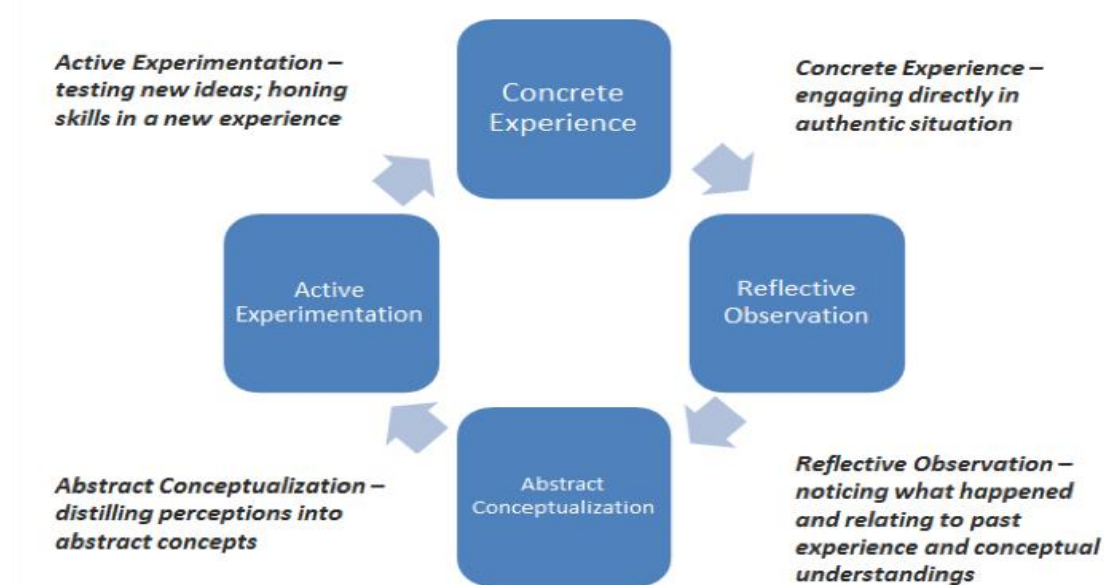 Active Experimentation –
testing new ideas; honing
skills in a new experience
Concrete
Experience
Concrete Experience –
engaging directly in
authentic situation
Active
Experimentation
Reflective
Observation
Abstract Conceptualization –
distilling perceptions into
abstract concepts
Abstract
Conceptualization
Reflective Observation –
noticing what happened
and relating to past
experience and conceptual
understandings